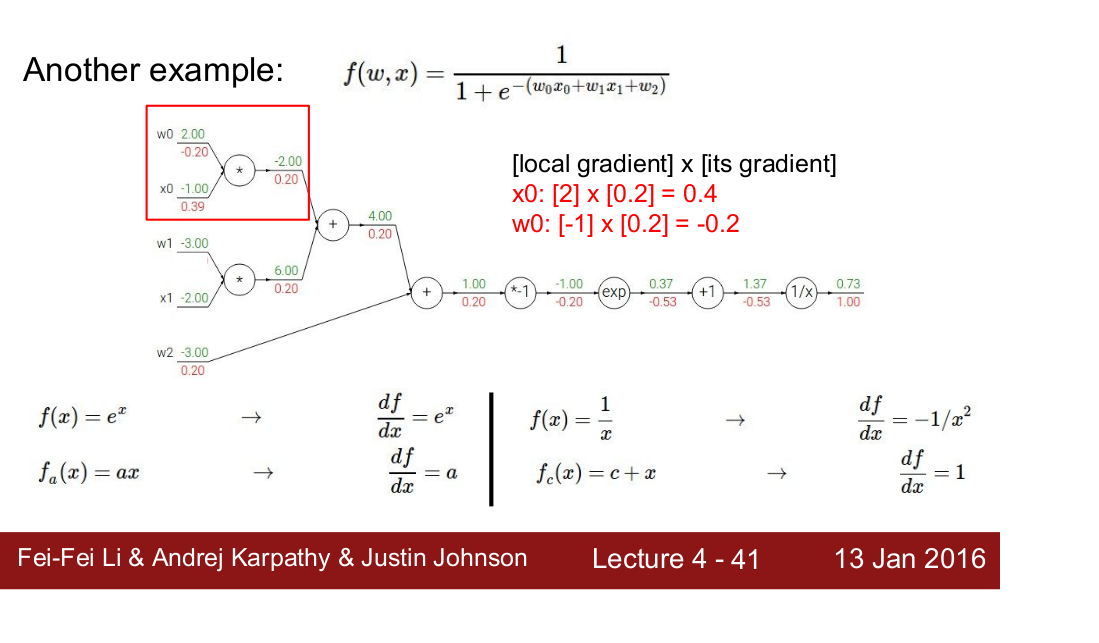 Another example: f(w, x) = 1 / (1 + e^−(w₀x₀+w₁x₁+w₂))
w0 2.00
-0.20
* -2.00
0.20
x0 -1.00
0.39
[local gradient] x [its gradient]
x0: [2] x [0.2] = 0.4
w0: [-1] x [0.2] = -0.2
+ 4.00
0.20
w1 -3.00
* 6.00
0.20
x1 -2.00
+ 1.00 *-1 -1.00 exp 0.37 +1 1.37 1/x 0.73
0.20 -0.20 -0.53 -0.53 1.00
w2 -3.00
0.20
f(x) = eˣ → df/dx = eˣ
fₐ(x) = ax → df/dx = a
f(x) = 1/x → df/dx = −1/x²
f_c(x) = c + x → df/dx = 1
Fei-Fei Li & Andrej Karpathy & Justin Johnson Lecture 4 - 41 13 Jan 2016